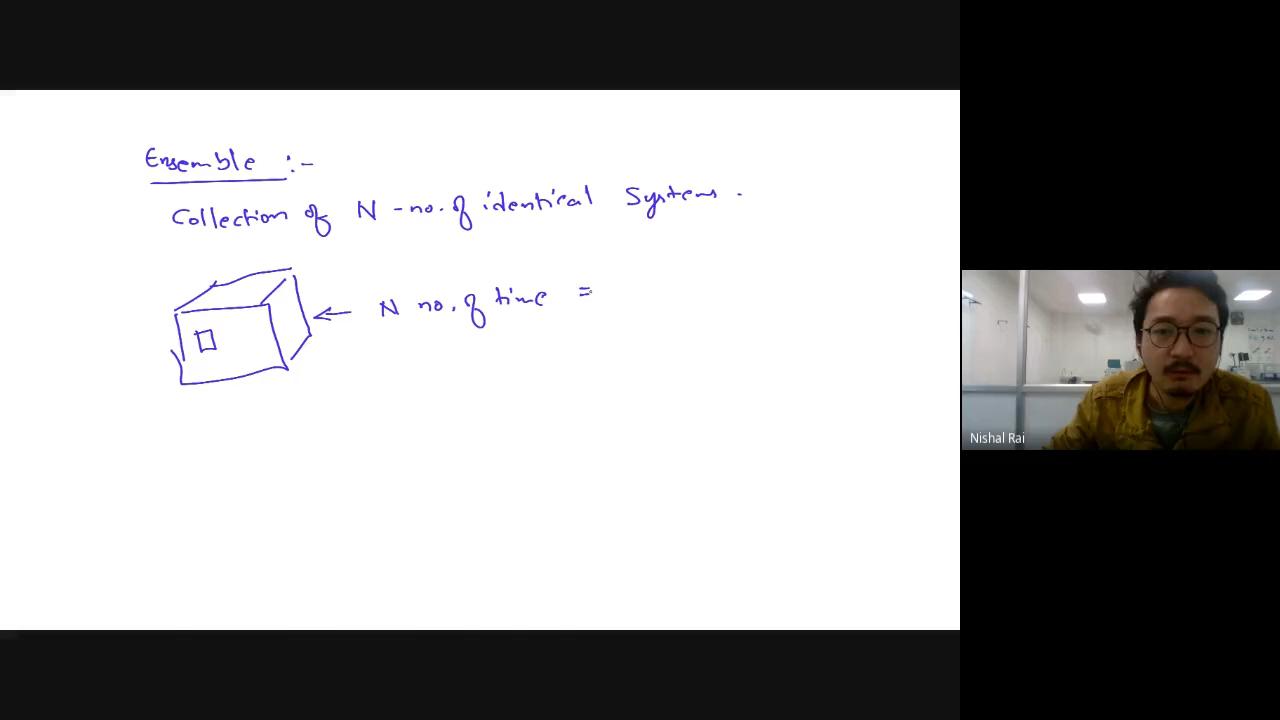 Ensemble :-
Collection of N - no. of identical Systems.
← N no. of time =
Nishal Rai